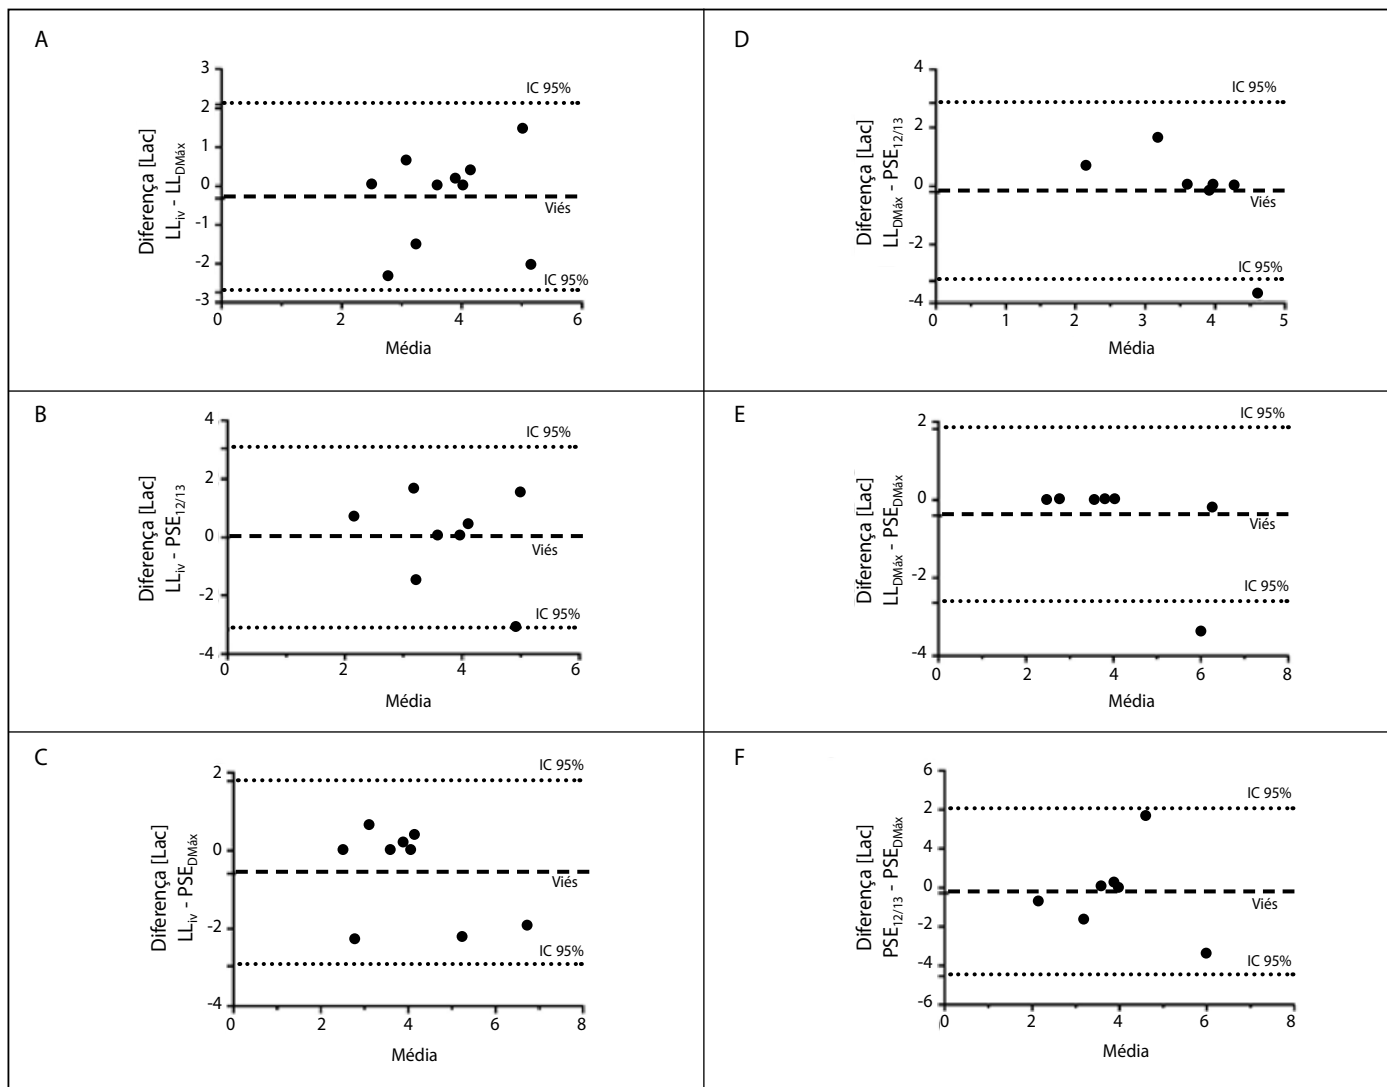 A
3
2
1
0
-1
-2
-3
0
2
4
6
Diferença [Lac]
LLiv - LLDMáx
IC 95%
Viés
IC 95%
Média
D
4
2
0
-2
-4
0
1
2
3
4
5
Diferença [Lac]
LLDMáx - PSE12/13
IC 95%
Viés
IC 95%
Média
B
4
2
0
-2
-4
0
2
4
6
Diferença [Lac]
LLiv - PSE12/13
IC 95%
Viés
IC 95%
Média
E
2
0
-2
-4
0
2
4
6
8
Diferença [Lac]
LLDMáx - PSEDMáx
IC 95%
Viés
IC 95%
Média
C
2
0
-2
-4
0
2
4
6
8
Diferença [Lac]
LLiv - PSEDMáx
IC 95%
Viés
IC 95%
Média
F
6
2
4
0
-2
-4
-6
0
2
4
6
8
Diferença [Lac]
PSE12/13 - PSEDMáx
IC 95%
Viés
IC 95%
Média